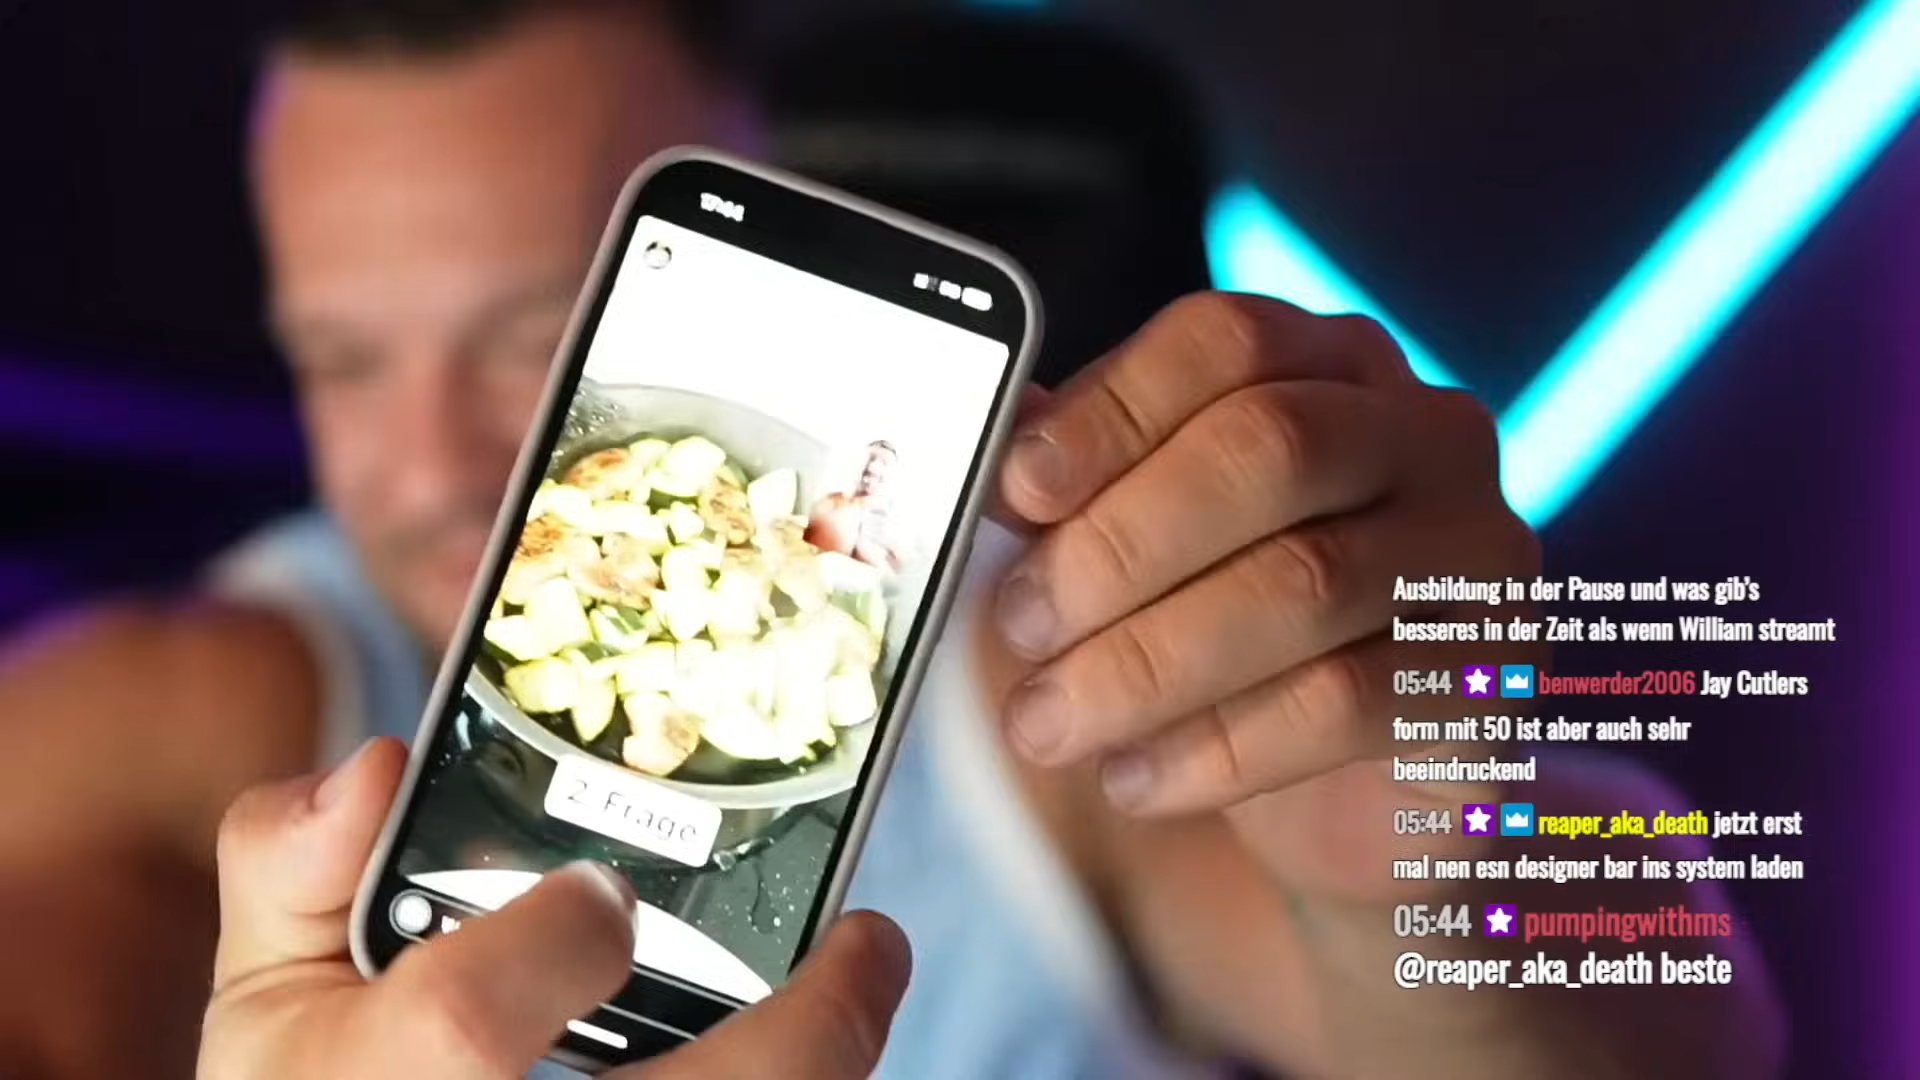 2 Frage
Ausbildung in der Pause und was gib's
besseres in der Zeit als wenn William streamt
05:44 benwerder2006 Jay Cutlers
form mit 50 ist aber auch sehr
beeindruckend
05:44 reaper_aka_death jetzt erst
mal nen esn designer bar ins system laden
05:44 pumpingwithms
@reaper_aka_death beste